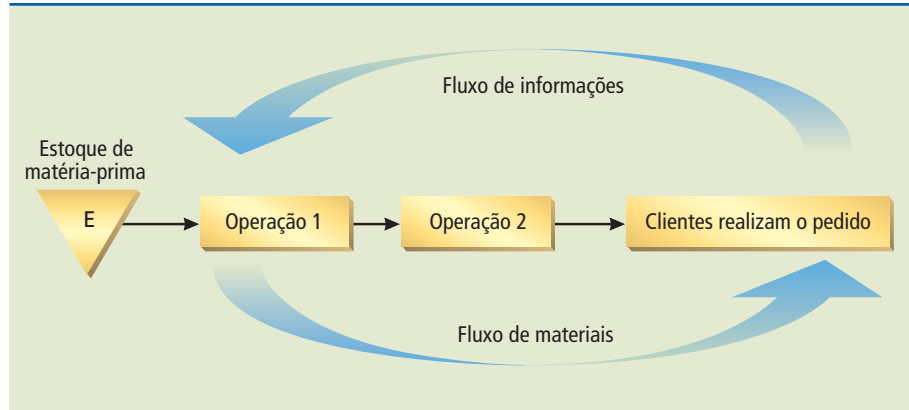 Fluxo de informações
Estoque de
matéria-prima
E
Operação 1
Operação 2
Clientes realizam o pedido
Fluxo de materiais